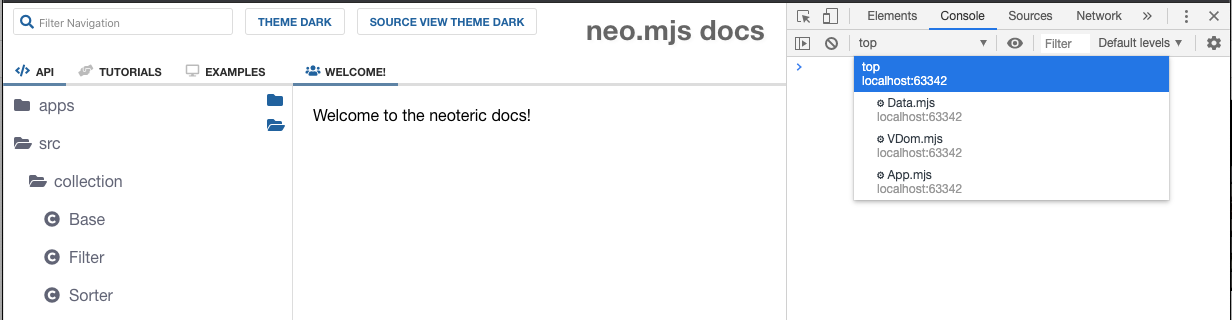 Filter Navigation
THEME DARK
SOURCE VIEW THEME DARK
neo.mjs docs
API
TUTORIALS
EXAMPLES
WELCOME!
apps
src
collection
Base
Filter
Sorter
Welcome to the neoteric docs!
Elements
Console
Sources
Network
top
Filter
Default levels
top
localhost:63342
Data.mjs
localhost:63342
VDom.mjs
localhost:63342
App.mjs
localhost:63342